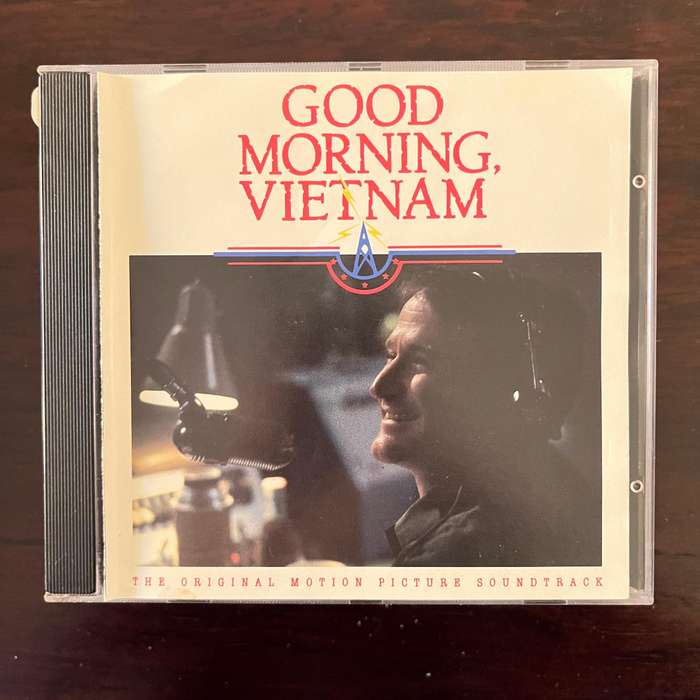 GOOD
MORNING,
VIETNAM
THE ORIGINAL MOTION PICTURE SOUNDTRACK